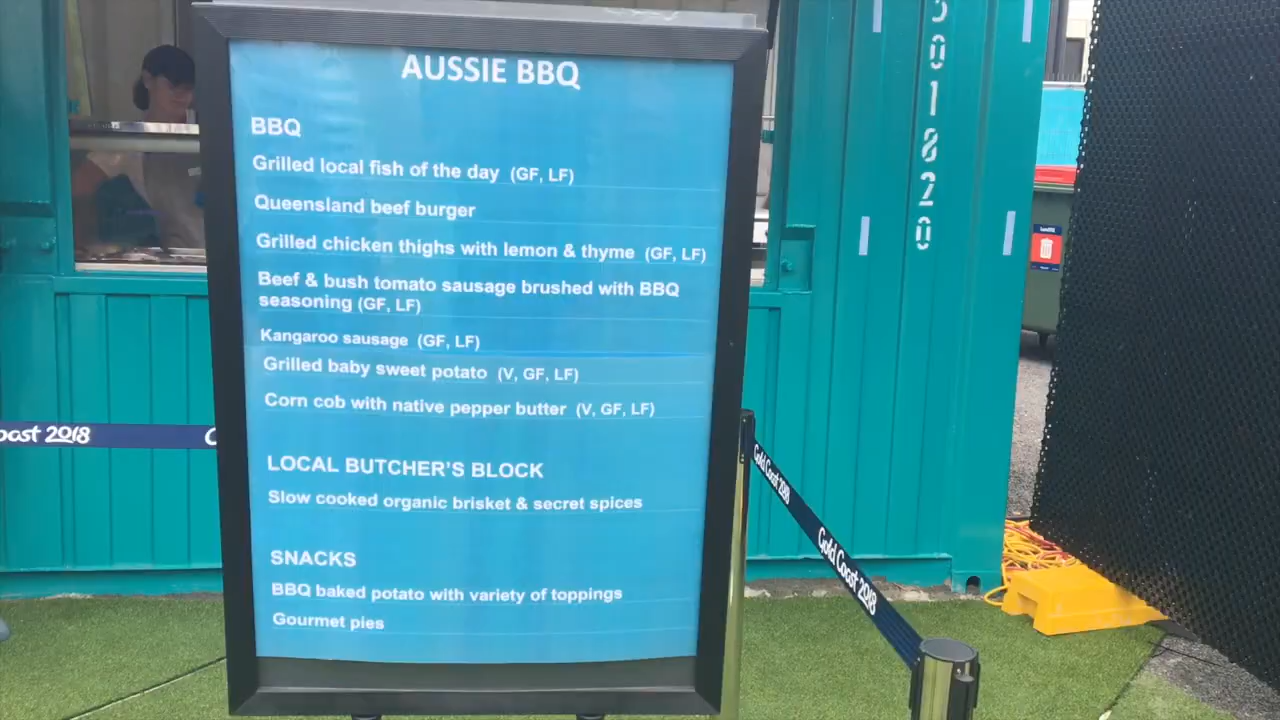 AUSSIE BBQ
BBQ
Grilled local fish of the day (GF, LF)
Queensland beef burger
Grilled chicken thighs with lemon & thyme (GF, LF)
Beef & bush tomato sausage brushed with BBQ
seasoning (GF, LF)
Kangaroo sausage (GF, LF)
Grilled baby sweet potato (V, GF, LF)
Corn cob with native pepper butter (V, GF, LF)
LOCAL BUTCHER'S BLOCK
Slow cooked organic brisket & secret spices
SNACKS
BBQ baked potato with variety of toppings
Gourmet pies
2018
Gold Coast 2018
Gold Coast 2018
01820